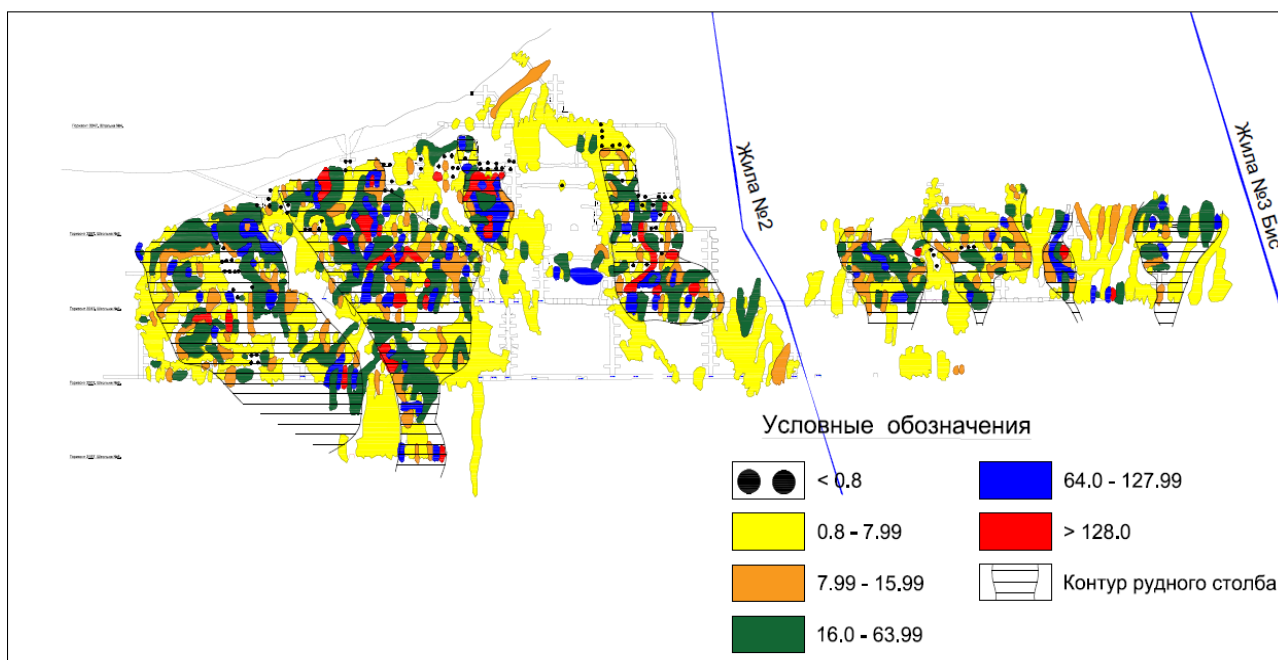 Жила №2
Жила №3 Бис
Условные обозначения
< 0.8
0.8 – 7.99
7.99 - 15.99
16.0 - 63.99
64.0 - 127.99
> 128.0
Контур рудного столба